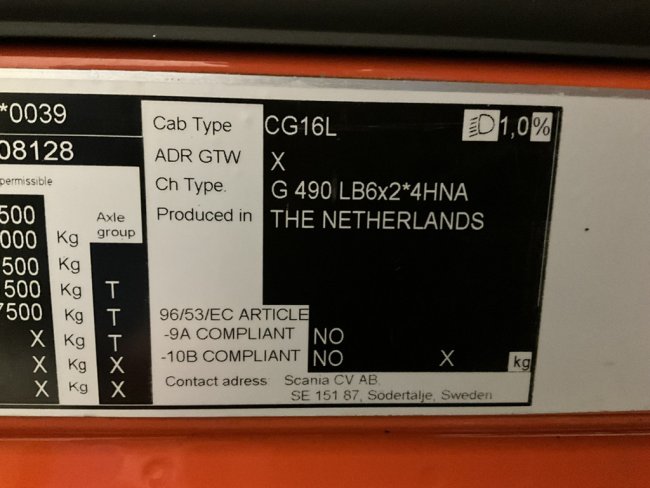 *0039
08128
permissible
500
000 Kg
500 Kg
500 Kg T
7500 Kg T
X Kg T
X Kg X
X Kg X
Axle
group
Cab Type CG16L 1,0%
ADR GTW X
Ch Type. G 490 LB6x2*4HNA
Produced in THE NETHERLANDS
96/53/EC ARTICLE
-9A COMPLIANT NO
-10B COMPLIANT NO X kg
Contact adress: Scania CV AB.
SE 151 87, Södertälje, Sweden